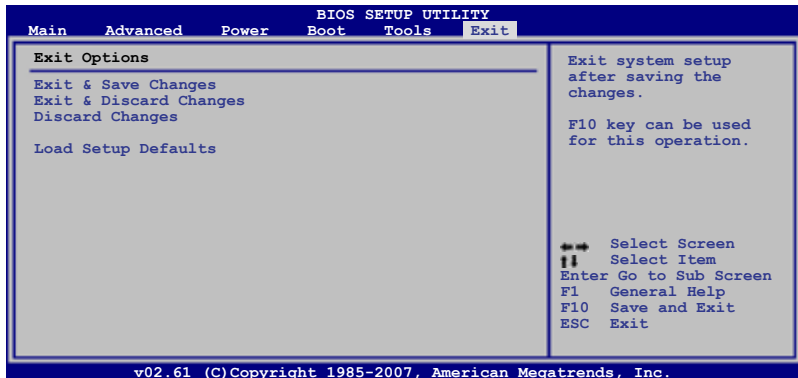 BIOS SETUP UTILITY
Main Advanced Power Boot Tools Exit
Exit Options
Exit & Save Changes
Exit & Discard Changes
Discard Changes
Load Setup Defaults
Exit system setup
after saving the
changes.
F10 key can be used
for this operation.
Select Screen
Select Item
Enter Go to Sub Screen
F1 General Help
F10 Save and Exit
ESC Exit
v02.61 (C)Copyright 1985-2007, American Megatrends, Inc.